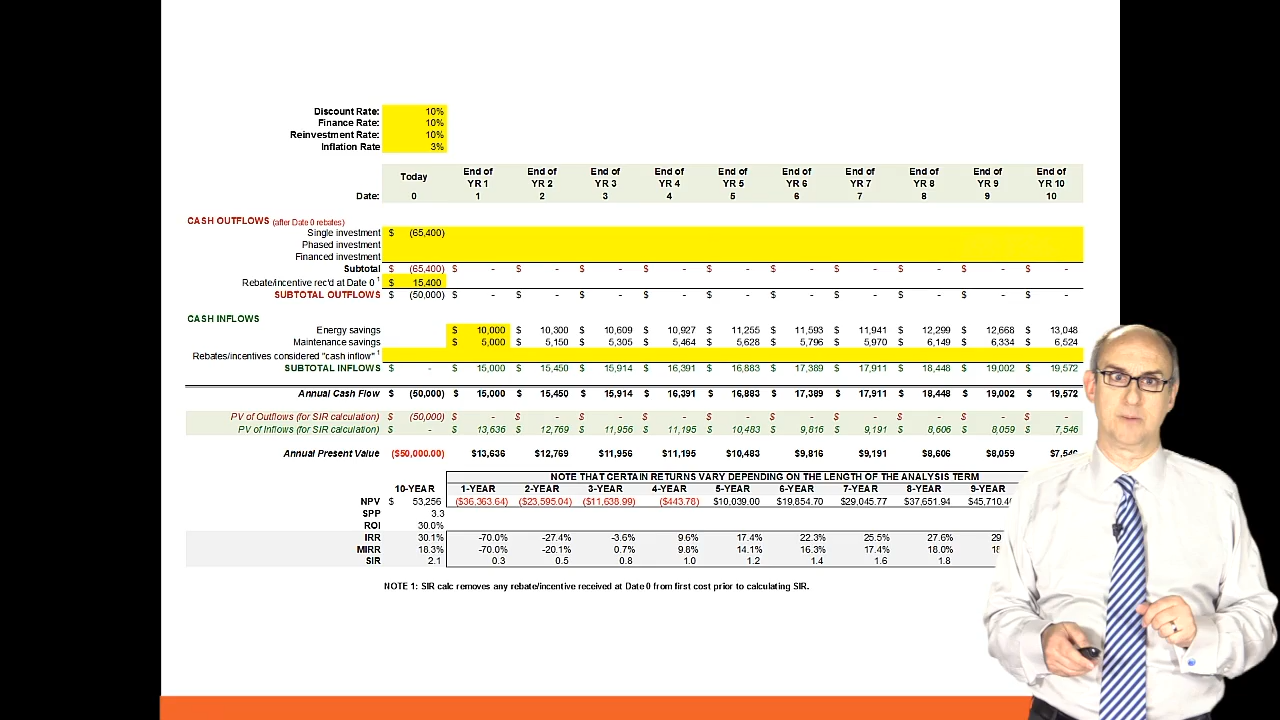 Discount Rate: 10%
Finance Rate: 10%
Reinvestment Rate: 10%
Inflation Rate 3%
Today End of End of End of End of End of End of End of End of End of End of
YR 1 YR 2 YR 3 YR 4 YR 5 YR 6 YR 7 YR 8 YR 9 YR 10
Date: 0 1 2 3 4 5 6 7 8 9 10
CASH OUTFLOWS (after Date 0 rebates)
Single investment $ (65,400)
Phased investment
Financed investment
Subtotal $ (65,400) $ - $ - $ - $ - $ - $ - $ - $ - $ - $ -
Rebate/incentive rec'd at Date 0 1 $ 15,400
SUBTOTAL OUTFLOWS $ (50,000) $ - $ - $ - $ - $ - $ - $ - $ - $ - $ -
CASH INFLOWS
Energy savings $ 10,000 $ 10,300 $ 10,609 $ 10,927 $ 11,255 $ 11,593 $ 11,941 $ 12,299 $ 12,668 $ 13,048
Maintenance savings $ 5,000 $ 5,150 $ 5,305 $ 5,464 $ 5,628 $ 5,796 $ 5,970 $ 6,149 $ 6,334 $ 6,524
Rebates/incentives considered "cash inflow" 1
SUBTOTAL INFLOWS $ - $ 15,000 $ 15,450 $ 15,914 $ 16,391 $ 16,883 $ 17,389 $ 17,911 $ 18,448 $ 19,002 $ 19,572
Annual Cash Flow $ (50,000) $ 15,000 $ 15,450 $ 15,914 $ 16,391 $ 16,883 $ 17,389 $ 17,911 $ 18,448 $ 19,002 $ 19,572
PV of Outflows (for SIR calculation) $ (50,000) $ - $ - $ - $ - $ - $ - $ - $ - $ - $ -
PV of Inflows (for SIR calculation) $ - $ 13,636 $ 12,769 $ 11,956 $ 11,195 $ 10,483 $ 9,816 $ 9,191 $ 8,606 $ 8,059 $ 7,546
Annual Present Value ($50,000.00) $13,636 $12,769 $11,956 $11,195 $10,483 $9,816 $9,191 $8,606 $8,059 $7,546
NOTE THAT CERTAIN RETURNS VARY DEPENDING ON THE LENGTH OF THE ANALYSIS TERM
10-YEAR 1-YEAR 2-YEAR 3-YEAR 4-YEAR 5-YEAR 6-YEAR 7-YEAR 8-YEAR 9-YEAR
NPV $ 53,256 ($36,363.64) ($23,595.04) ($11,638.99) ($443.78) $10,039.00 $19,854.70 $29,045.77 $37,651.94
SPP 3.3
ROI 30.0%
IRR 30.1% -70.0% -27.4% -3.6% 9.6% 17.4% 22.3% 25.5% 27.6%
MIRR 18.3% -70.0% -20.1% 0.7% 9.8% 14.1% 16.3% 17.4% 18.0%
SIR 2.1 0.3 0.5 0.8 1.0 1.2 1.4 1.6 1.8
NOTE 1: SIR calc removes any rebate/incentive received at Date 0 from first cost prior to calculating SIR.